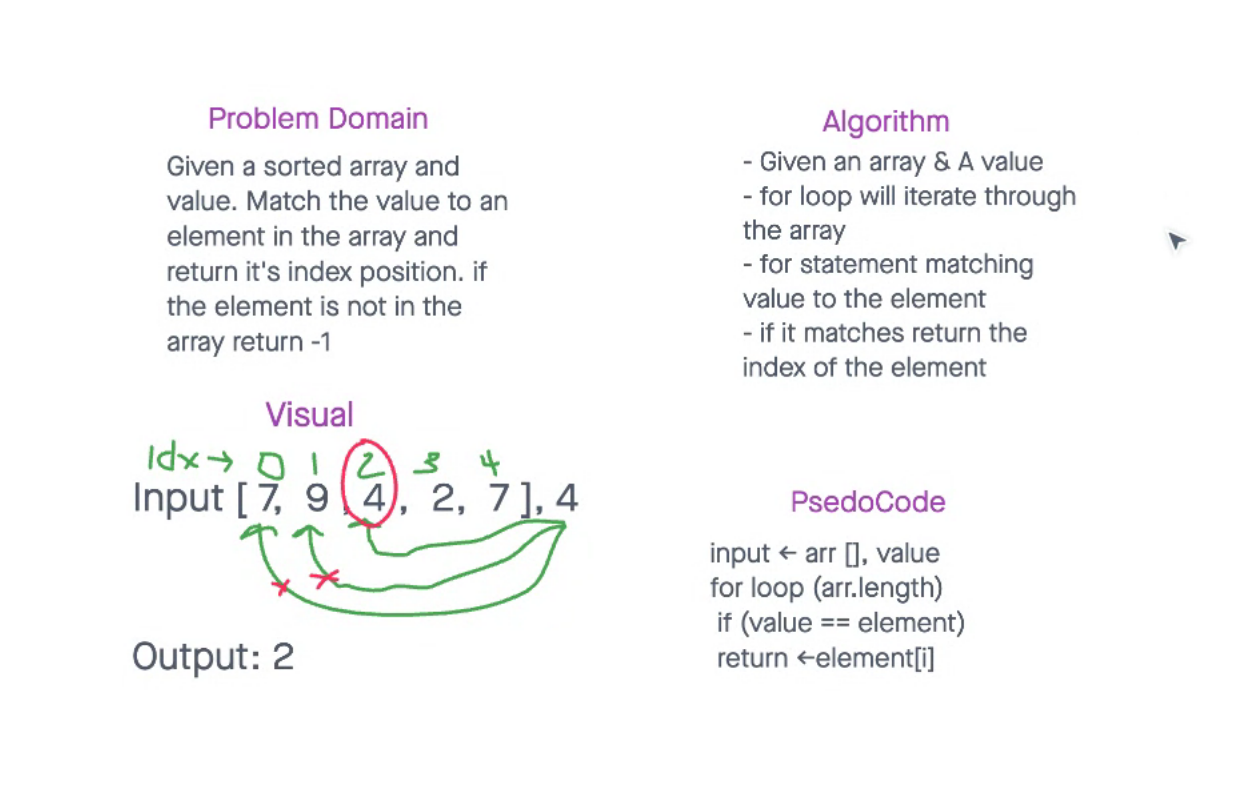 Problem Domain
Given a sorted array and
value. Match the value to an
element in the array and
return it's index position. if
the element is not in the
array return -1
Visual
Idx → 0 1 2 3 4
Input [ 7, 9 , 4 , 2, 7 ], 4
Output: 2
Algorithm
- Given an array & A value
- for loop will iterate through
the array
- for statement matching
value to the element
- if it matches return the
index of the element
PsedoCode
input ← arr [], value
for loop (arr.length)
if (value == element)
return ←element[i]